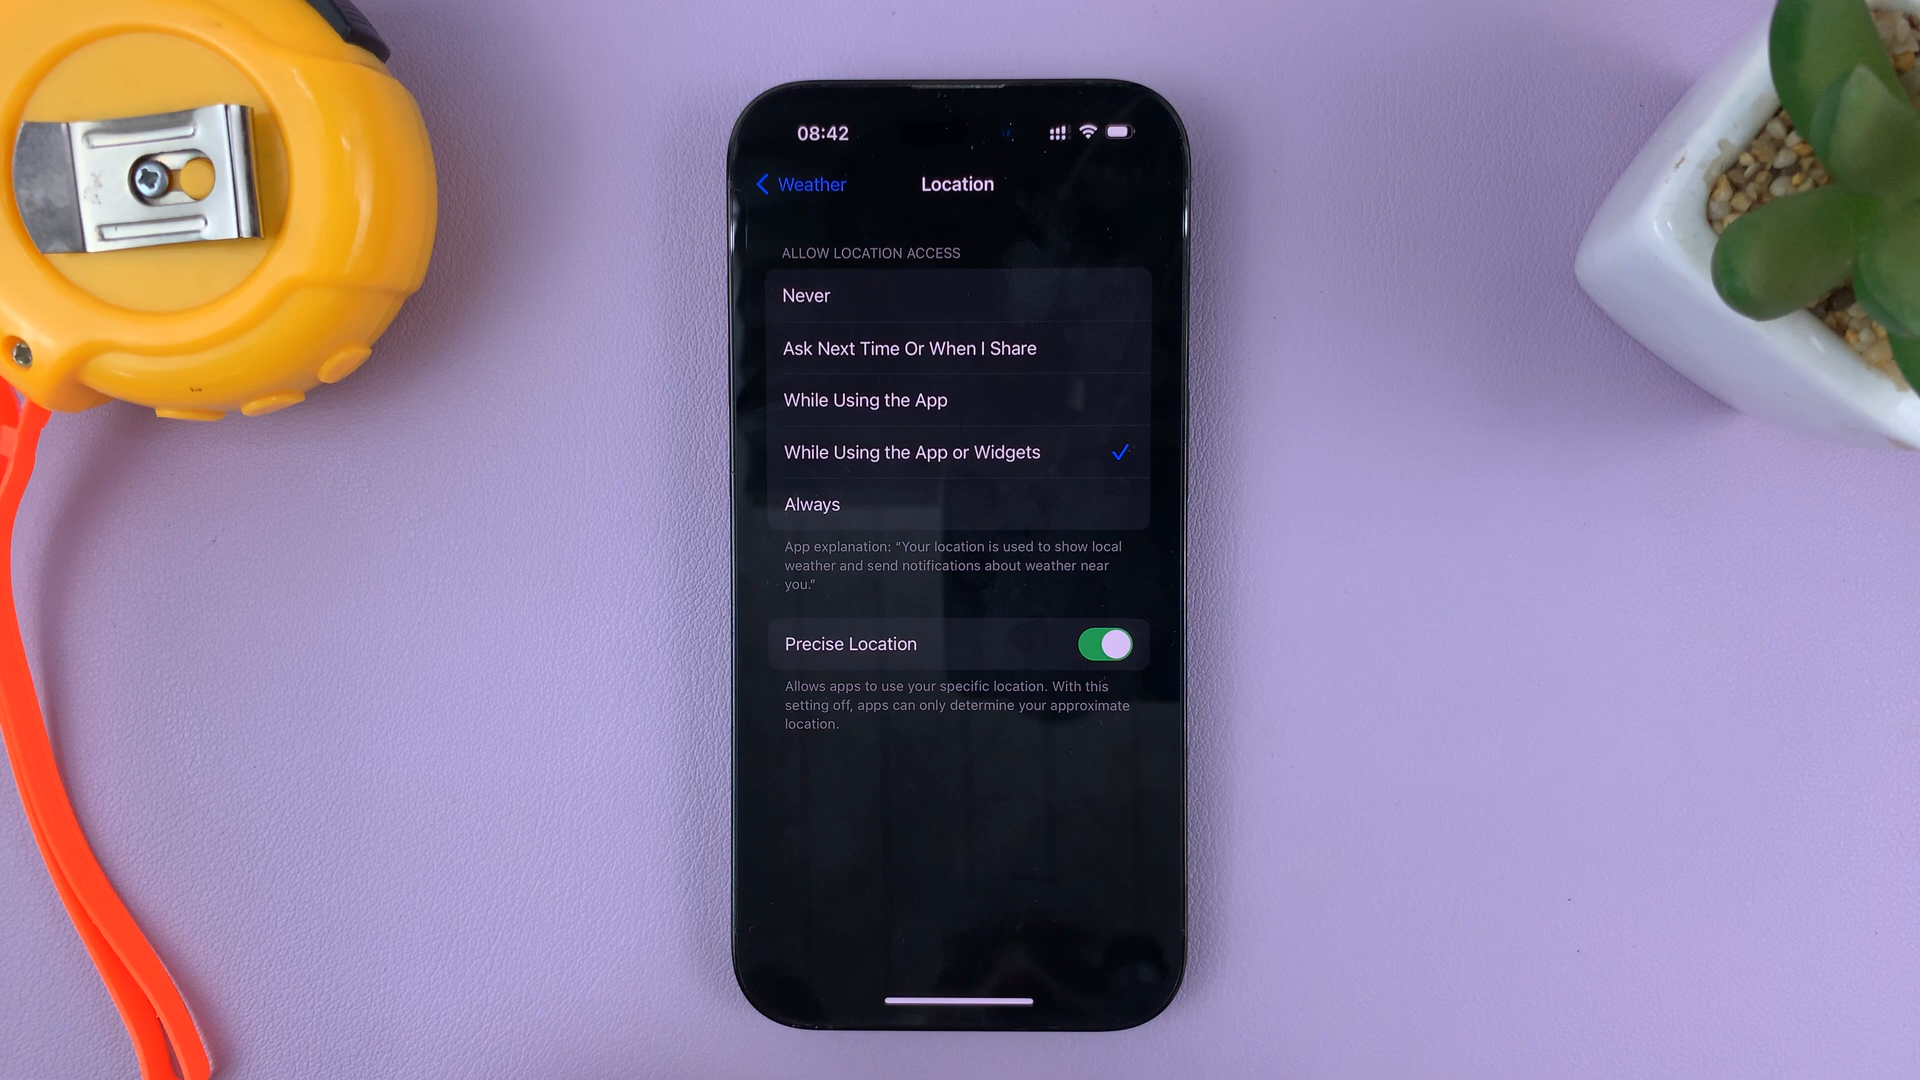 08:42
Weather
Location
ALLOW LOCATION ACCESS
Never
Ask Next Time Or When I Share
While Using the App
While Using the App or Widgets
Always
App explanation: “Your location is used to show local
weather and send notifications about weather near
you.”
Precise Location
Allows apps to use your specific location. With this
setting off, apps can only determine your approximate
location.